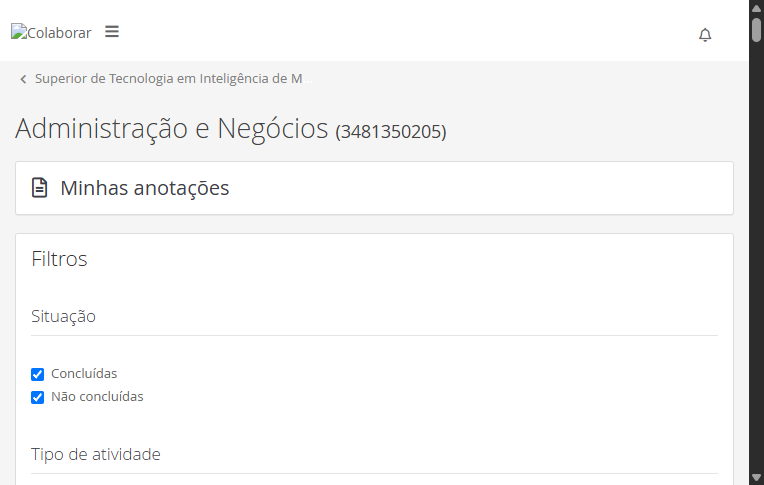 Colaborar
Superior de Tecnologia em Inteligência de M
Administração e Negócios (3481350205)
Minhas anotações
Filtros
Situação
Concluídas
Não concluídas
Tipo de atividade